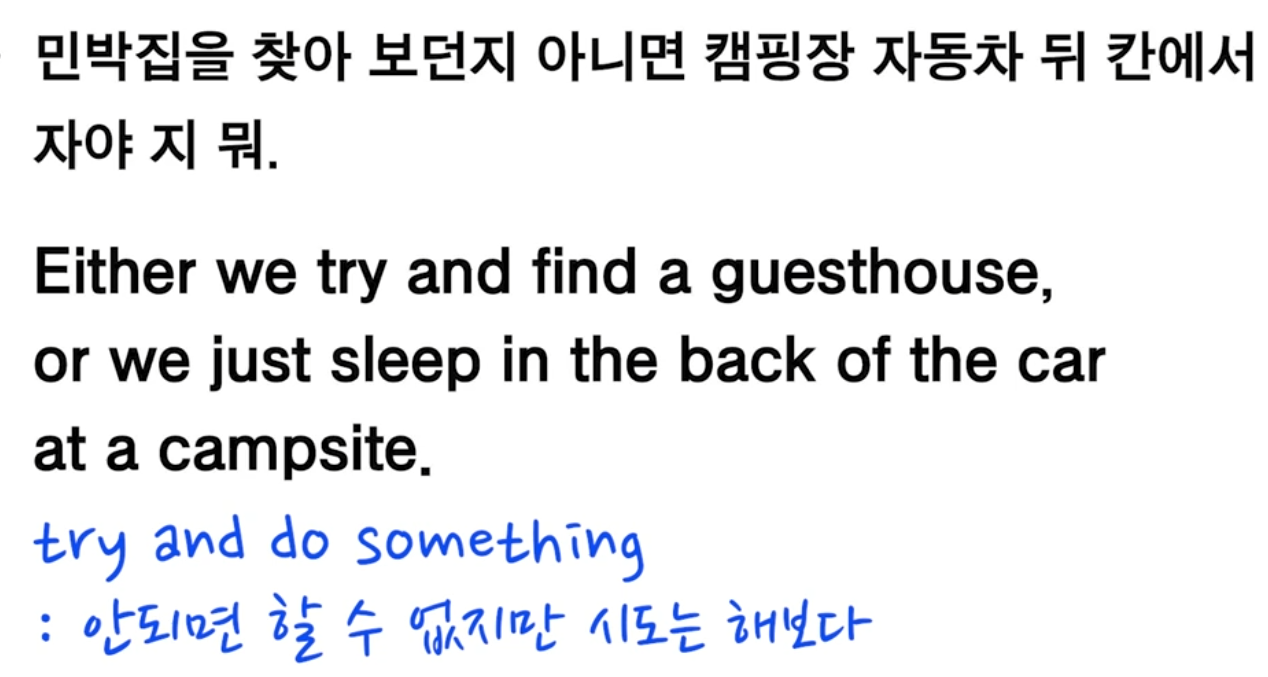 민박집을 찾아 보던지 아니면 캠핑장 자동차 뒤 칸에서
자야 지 뭐.
Either we try and find a guesthouse,
or we just sleep in the back of the car
at a campsite.
try and do something
: 안되면 할 수 없지만 시도는 해보다